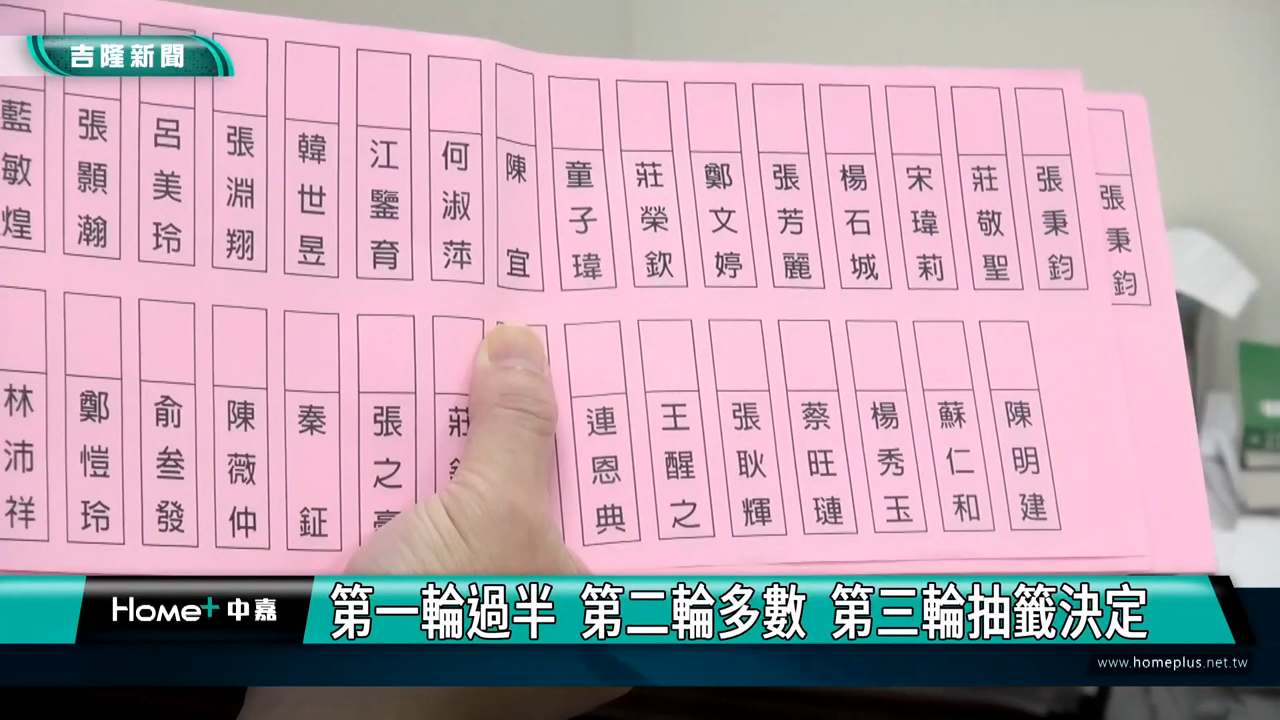 吉隆新聞
張秉鈞
張秉鈞
莊敬聖
宋瑋莉
楊石城
張芳麗
鄭文婷
莊榮欽
童子瑋
陳宜
何淑萍
江鑒育
韓世昱
張淵翔
呂美玲
張顥瀚
藍敏煌
陳明建
蘇仁和
楊秀玉
蔡旺璉
張耿輝
王醒之
連恩典
莊
張之豪
秦鉦
陳薇仲
俞叁發
鄭愷玲
林沛祥
Home+中嘉
第一輪過半 第二輪多數 第三輪抽籤決定
www.homeplus.net.tw